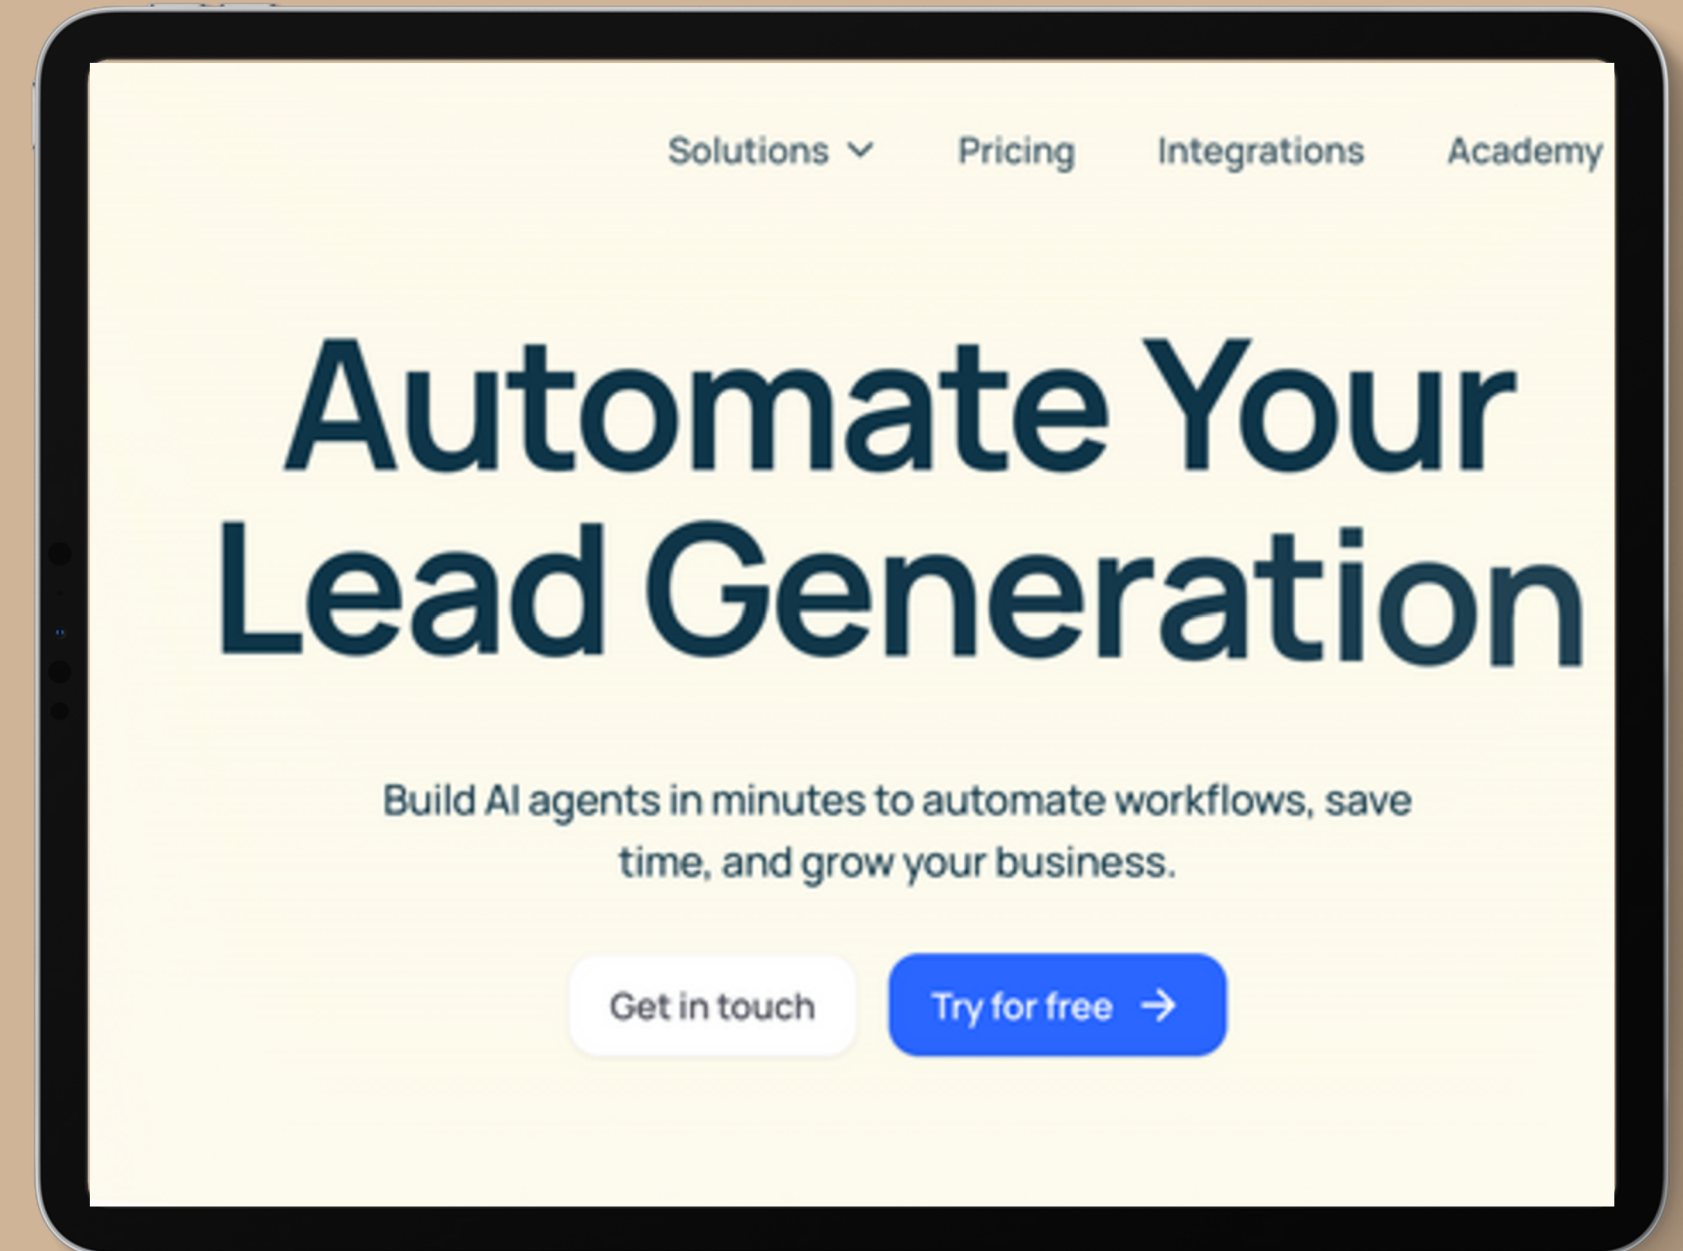 Solutions Pricing Integrations Academy
Automate Your
Lead Generation
Build AI agents in minutes to automate workflows, save
time, and grow your business.
Get in touch Try for free